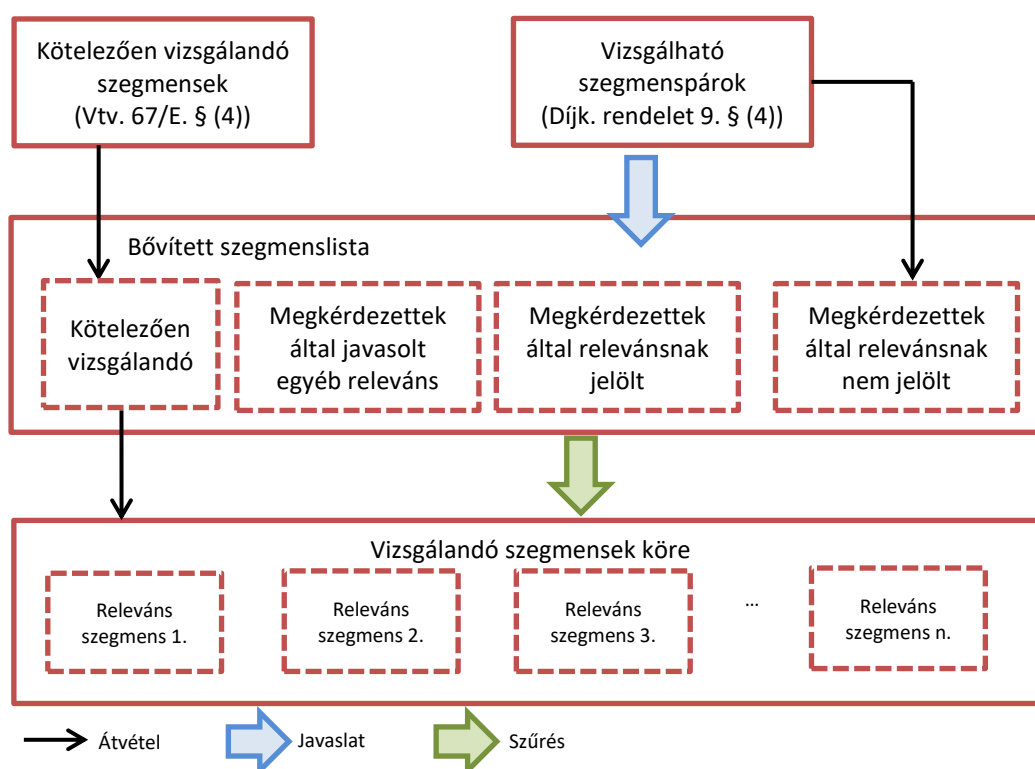 Kötelezően vizsgálandó
szegmensek
(Vtv. 67/E. § (4))
Vizsgálható
szegmenspárok
(Díjk. rendelet 9. § (4))
Bővített szegmenslista
Kötelezően
vizsgálandó
Megkérdezettek
által javasolt
egyéb releváns
Megkérdezettek
által relevánsnak
jelölt
Megkérdezettek
által relevánsnak
nem jelölt
Vizsgálandó szegmensek köre
Releváns
szegmens 1.
Releváns
szegmens 2.
Releváns
szegmens 3.
...
Releváns
szegmens n.
Átvétel
Javaslat
Szűrés